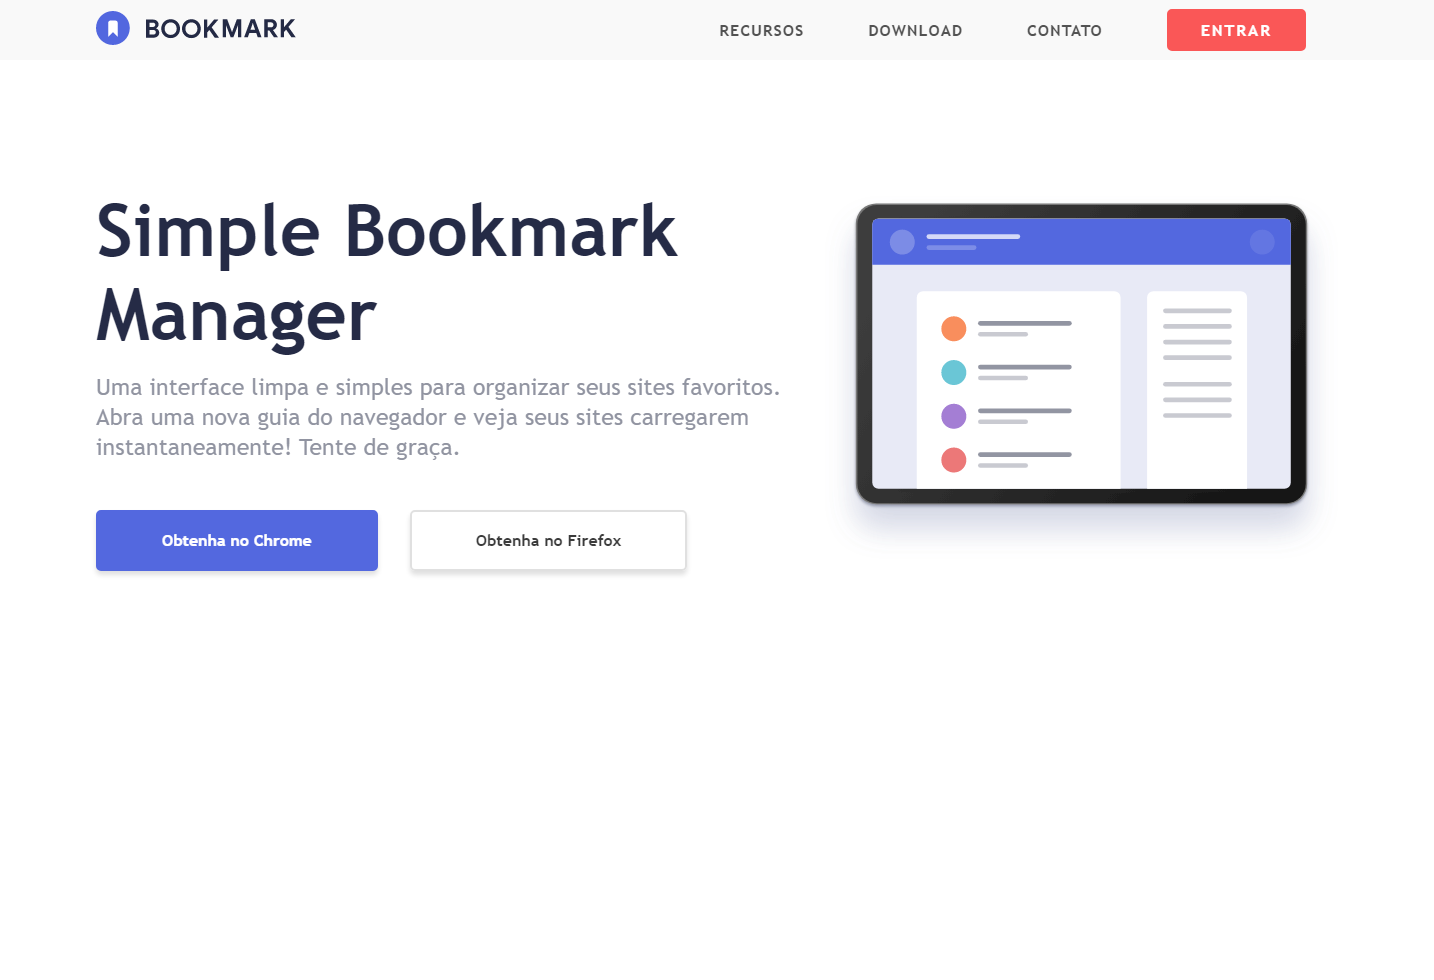 BOOKMARK
RECURSOS
DOWNLOAD
CONTATO
ENTRAR
Simple Bookmark
Manager
Uma interface limpa e simples para organizar seus sites favoritos.
Abra uma nova guia do navegador e veja seus sites carregarem
instantaneamente! Tente de graça.
Obtenha no Chrome
Obtenha no Firefox